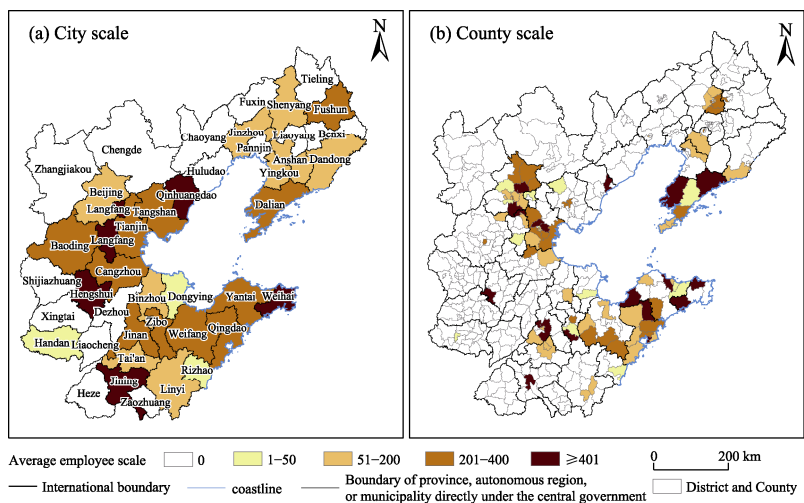 (a) City scale
N
Tieling
Fuxin
Shenyang
Fushun
Chaoyang
Jinzhou
Liaoyang
Benxi
Pannjin
Chengde
Anshan
Dandong
Zhangjiakou
Huludao
Yingkou
Beijing
Qinhuangdao
Langfang
Tangshan
Dalian
Tianjin
Baoding
Langfang
Cangzhou
Shijiazhuang
Hengshui
Binzhou
Dongying
Yantai
Weihai
Xingtai
Dezhou
Zibo
Handan
Liaocheng
Jinan
Weifang
Qingdao
Tai'an
Rizhao
Jining
Linyi
Heze
Zaozhuang
(b) County scale
N
Average employee scale
0
1–50
51–200
201–400
≥401
0
200 km
International boundary
coastline
Boundary of province, autonomous region,
or municipality directly under the central government
District and County